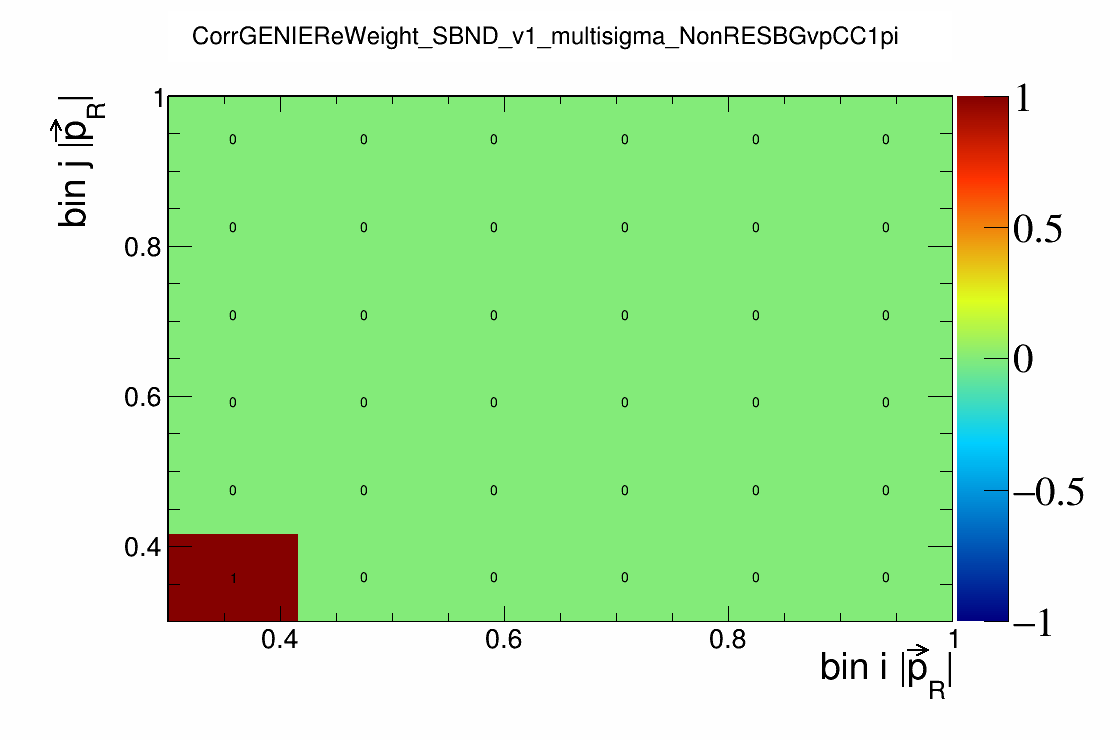 CorrGENIEReWeight_SBND_v1_multisigma_NonRESBGvpCC1pi
bin j |p⃗_R|
1
0.8
0.6
0.4
0 0 0 0 0 0
0 0 0 0 0 0
0 0 0 0 0 0
0 0 0 0 0 0
0 0 0 0 0 0
1 0 0 0 0 0
0.4 0.6 0.8 1
bin i |p⃗_R|
1
0.5
0
−0.5
−1